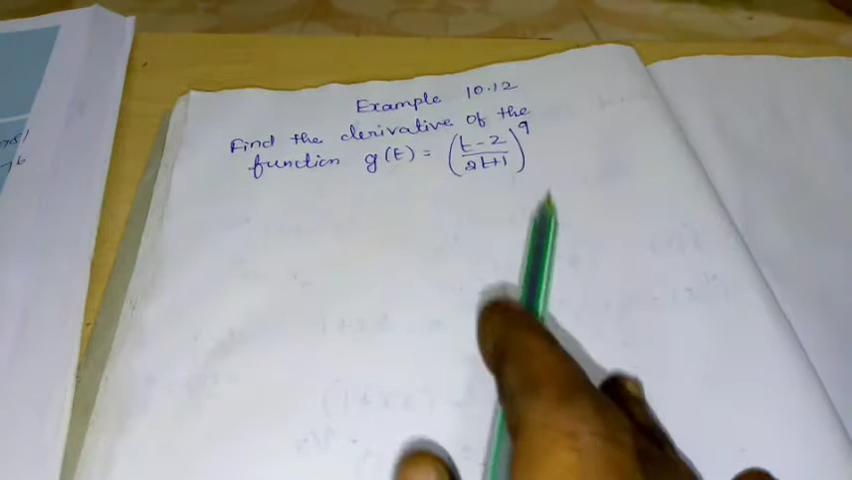 Example 10.12
Find the derivative of the
function g(t) = ((t-2)/(2t+1))^9